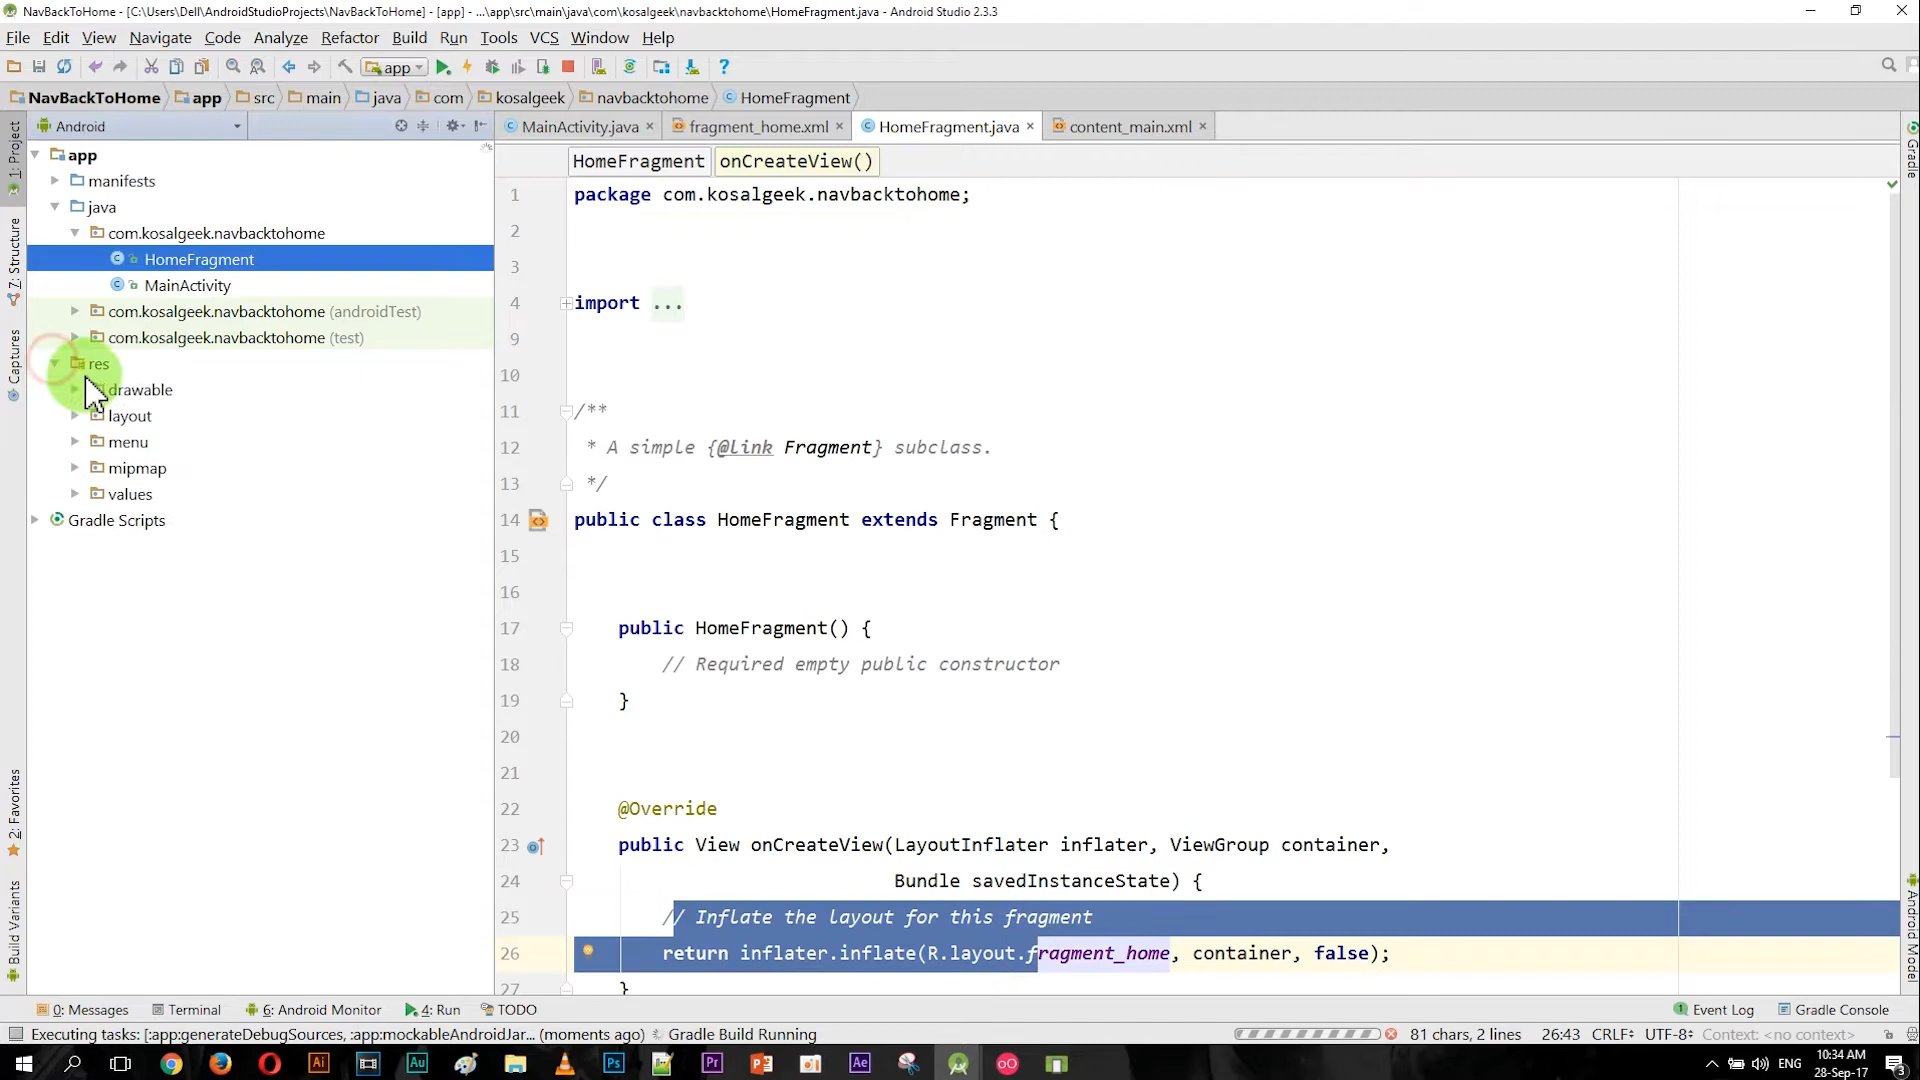 NavBackToHome - [C:\Users\Dell\AndroidStudioProjects\NavBackToHome] - [app] - ...\app\src\main\java\com\kosalgeek\navbacktohome\HomeFragment.java - Android Studio 2.3.3
File Edit View Navigate Code Analyze Refactor Build Run Tools VCS Window Help
app
NavBackToHome app src main java com kosalgeek navbacktohome HomeFragment
Android
MainActivity.java fragment_home.xml HomeFragment.java content_main.xml
1: Project
Z: Structure
Captures
2: Favorites
Build Variants
Gradle
Android Model
app
manifests
java
com.kosalgeek.navbacktohome
HomeFragment
MainActivity
com.kosalgeek.navbacktohome (androidTest)
com.kosalgeek.navbacktohome (test)
res
drawable
layout
menu
mipmap
values
Gradle Scripts
HomeFragment onCreateView()
1 package com.kosalgeek.navbacktohome;
2
3
4 import ...
9
10
11 /**
12 * A simple {@link Fragment} subclass.
13 */
14 public class HomeFragment extends Fragment {
15
16
17 public HomeFragment() {
18 // Required empty public constructor
19 }
20
21
22 @Override
23 public View onCreateView(LayoutInflater inflater, ViewGroup container,
24 Bundle savedInstanceState) {
25 // Inflate the layout for this fragment
26 return inflater.inflate(R.layout.fragment_home, container, false);
27 }
0: Messages Terminal 6: Android Monitor 4: Run TODO Event Log Gradle Console
Executing tasks: [:app:generateDebugSources, :app:mockableAndroidJar... (moments ago) Gradle Build Running 81 chars, 2 lines 26:43 CRLF UTF-8 Context: <no context>
Ai Au Ps Pr Ae ENG 10:34 AM
28-Sep-17 3